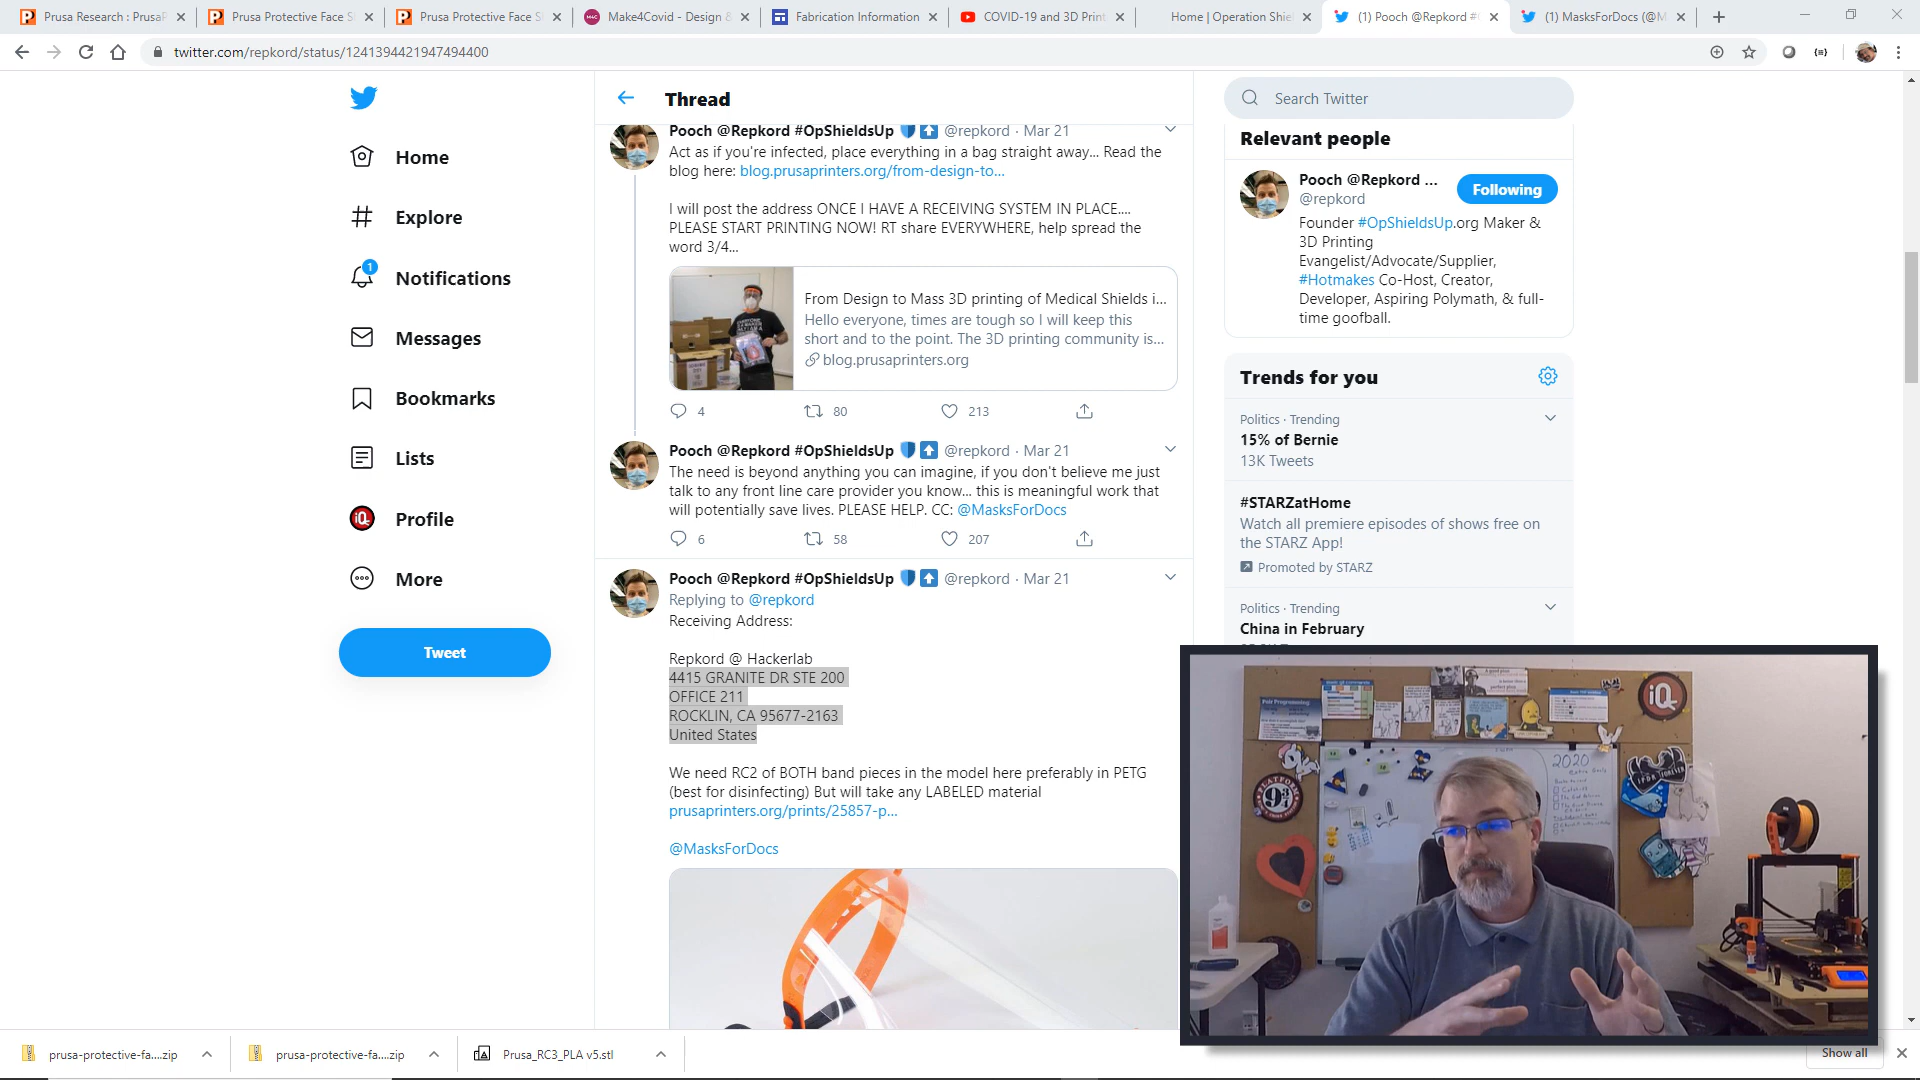 Prusa Research : PrusaP
Prusa Protective Face S
Prusa Protective Face S
Make4Covid - Design &
Fabrication Information
COVID-19 and 3D Print
Home | Operation Shie
(1) Pooch @Repkord #
(1) MasksForDocs (@M
twitter.com/repkord/status/1241394421947494400
Home
Explore
1
Notifications
Messages
Bookmarks
Lists
iQ
Profile
More
Tweet
Thread
Pooch @Repkord #OpShieldsUp @repkord · Mar 21
Act as if you're infected, place everything in a bag straight away... Read the
blog here: blog.prusaprinters.org/from-design-to...
I will post the address ONCE I HAVE A RECEIVING SYSTEM IN PLACE....
PLEASE START PRINTING NOW! RT share EVERYWHERE, help spread the
word 3/4...
From Design to Mass 3D printing of Medical Shields i...
Hello everyone, times are tough so I will keep this
short and to the point. The 3D printing community is...
blog.prusaprinters.org
4 80 213
Pooch @Repkord #OpShieldsUp @repkord · Mar 21
The need is beyond anything you can imagine, if you don't believe me just
talk to any front line care provider you know... this is meaningful work that
will potentially save lives. PLEASE HELP. CC: @MasksForDocs
6 58 207
Pooch @Repkord #OpShieldsUp @repkord · Mar 21
Replying to @repkord
Receiving Address:
Repkord @ Hackerlab
4415 GRANITE DR STE 200
OFFICE 211
ROCKLIN, CA 95677-2163
United States
We need RC2 of BOTH band pieces in the model here preferably in PETG
(best for disinfecting) But will take any LABELED material
prusaprinters.org/prints/25857-p...
@MasksForDocs
Search Twitter
Relevant people
Pooch @Repkord ...
@repkord
Following
Founder #OpShieldsUp.org Maker &
3D Printing
Evangelist/Advocate/Supplier,
#Hotmakes Co-Host, Creator,
Developer, Aspiring Polymath, & full-
time goofball.
Trends for you
Politics · Trending
15% of Bernie
13K Tweets
#STARZatHome
Watch all premiere episodes of shows free on
the STARZ App!
Promoted by STARZ
Politics · Trending
China in February
iQ
2020
PLATFORM
9 3/4
prusa-protective-fa....zip
prusa-protective-fa....zip
Prusa_RC3_PLA v5.stl
Show all